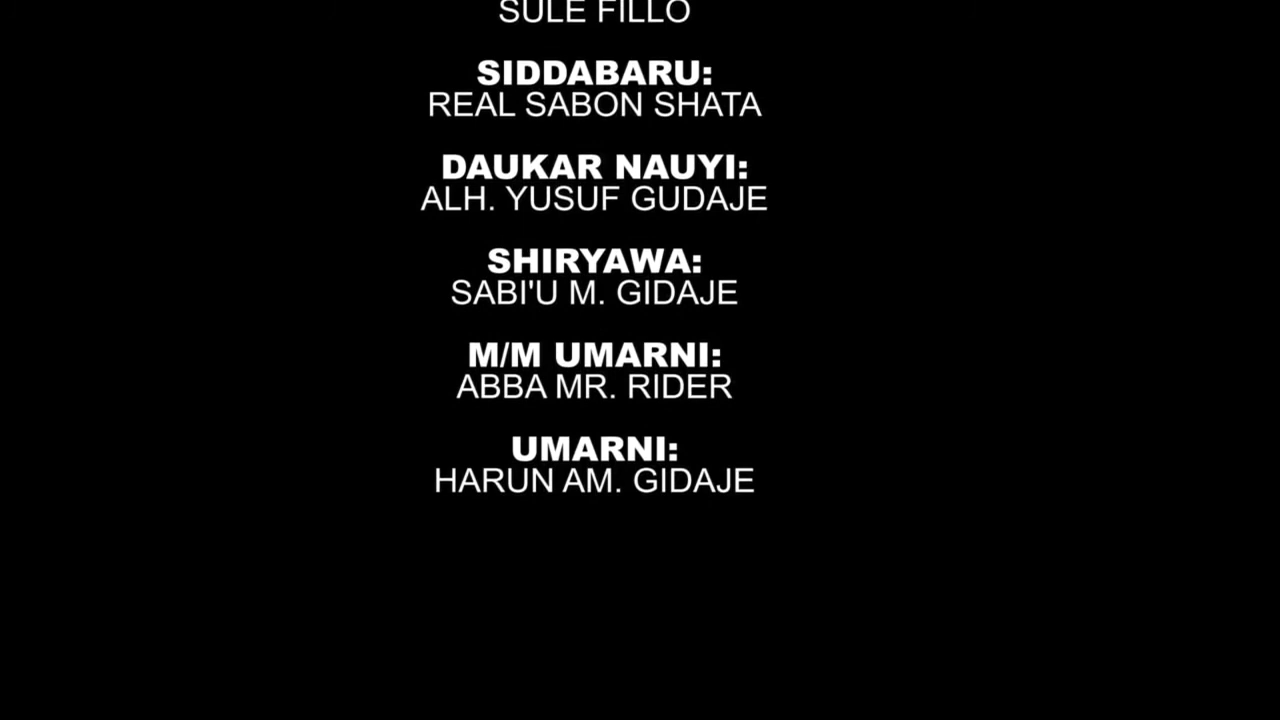 SULE FILLO
SIDDABARU:
REAL SABON SHATA
DAUKAR NAUYI:
ALH. YUSUF GUDAJE
SHIRYAWA:
SABI'U M. GIDAJE
M/M UMARNI:
ABBA MR. RIDER
UMARNI:
HARUN AM. GIDAJE